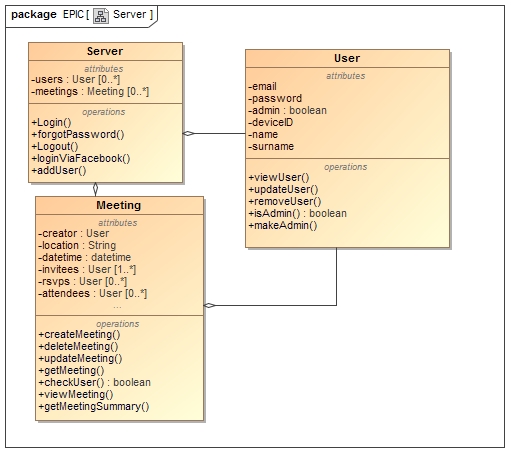 package EPIC [ Server ]
Server
attributes
-users : User [0..*]
-meetings : Meeting [0..*]
operations
+Login()
+forgotPassword()
+Logout()
+loginViaFacebook()
+addUser()
User
attributes
-email
-password
-admin : boolean
-deviceID
-name
-surname
operations
+viewUser()
+updateUser()
+removeUser()
+isAdmin() : boolean
+makeAdmin()
Meeting
attributes
-creator : User
-location : String
-datetime : datetime
-invitees : User [1..*]
-rsvps : User [0..*]
-attendees : User [0..*]
...
operations
+createMeeting()
+deleteMeeting()
+updateMeeting()
+getMeeting()
+checkUser() : boolean
+viewMeeting()
+getMeetingSummary()